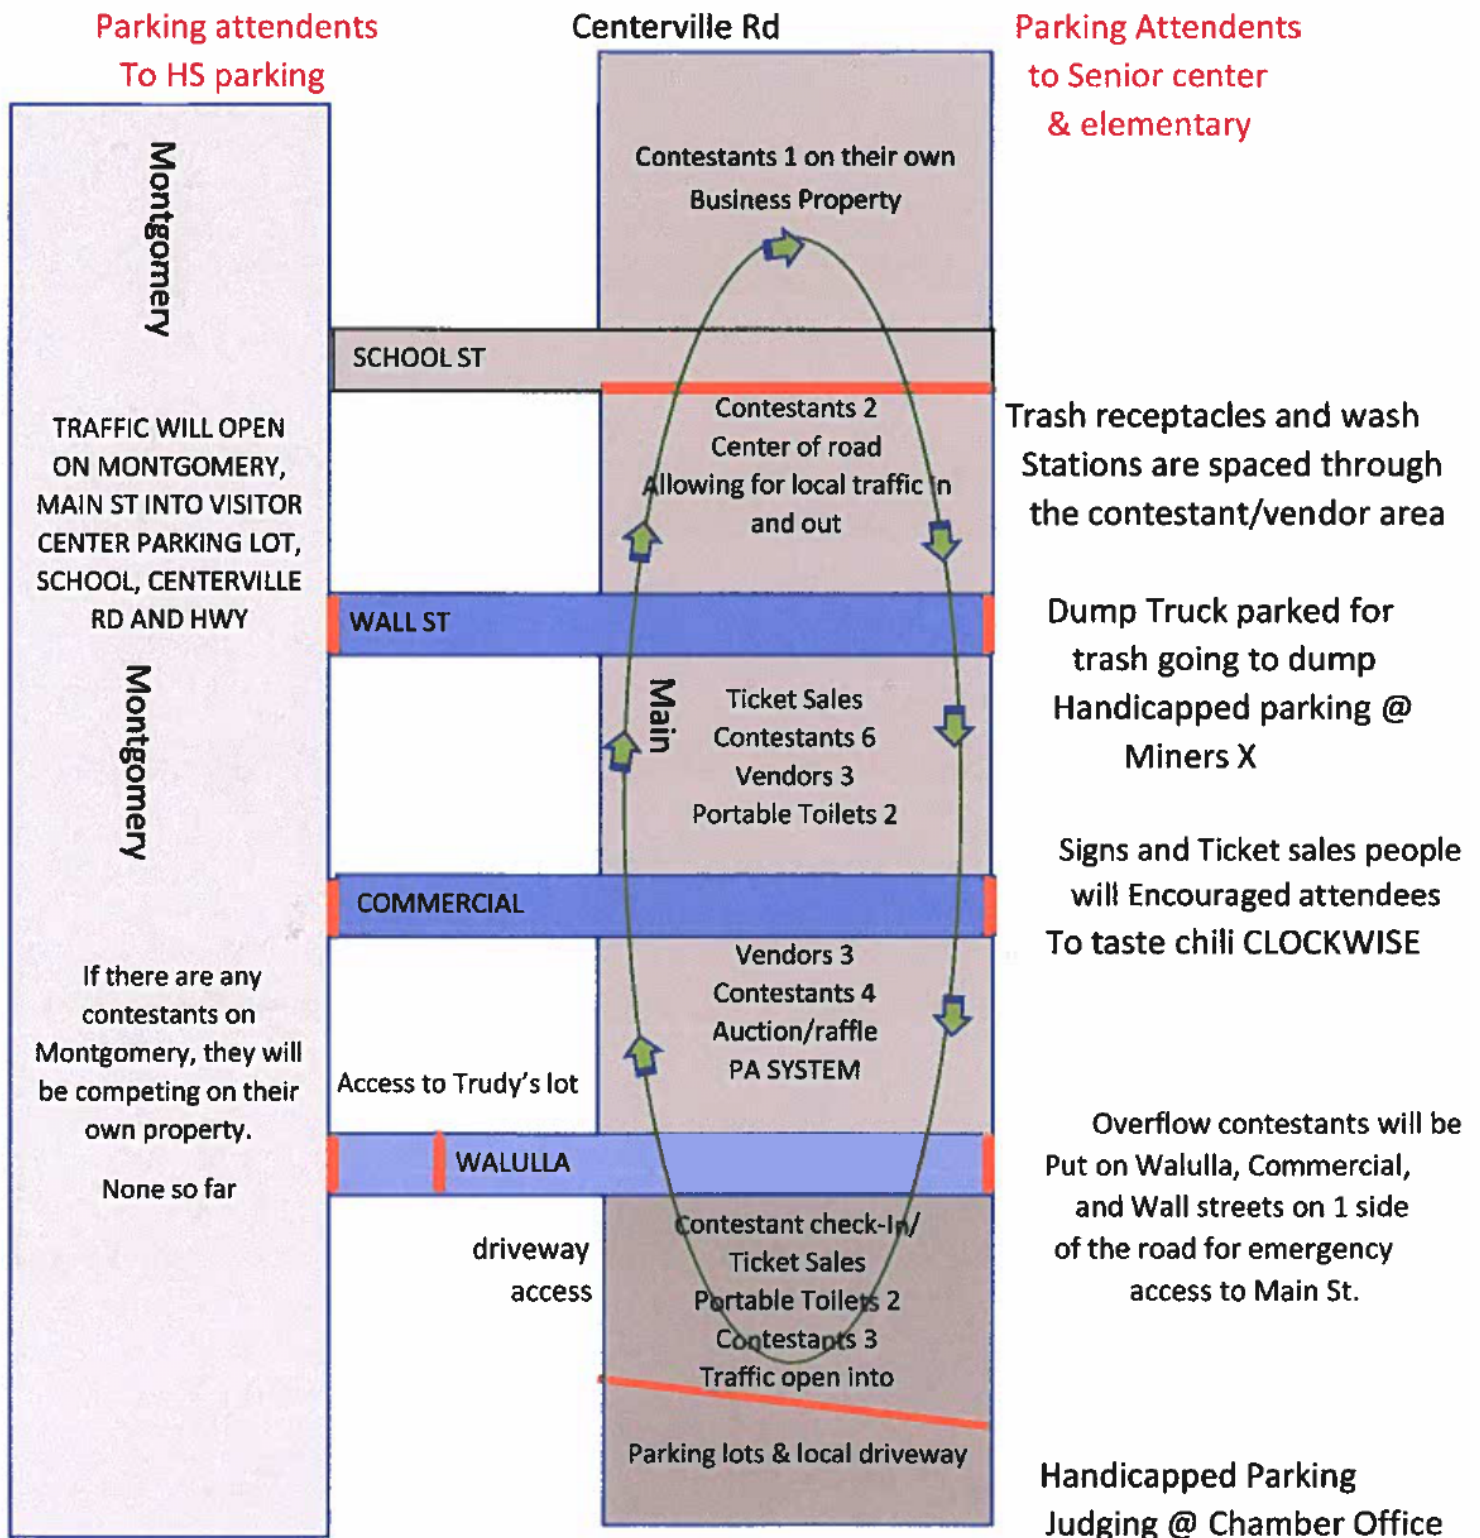 Parking attendents
To HS parking
Centerville Rd
Parking Attendents
to Senior center
& elementary
Montgomery
TRAFFIC WILL OPEN
ON MONTGOMERY,
MAIN ST INTO VISITOR
CENTER PARKING LOT,
SCHOOL, CENTERVILLE
RD AND HWY
Montgomery
If there are any
contestants on
Montgomery, they will
be competing on their
own property.
None so far
Contestants 1 on their own
Business Property
SCHOOL ST
Contestants 2
Center of road
Allowing for local traffic in
and out
WALL ST
Main
Ticket Sales
Contestants 6
Vendors 3
Portable Toilets 2
COMMERCIAL
Vendors 3
Contestants 4
Auction/raffle
PA SYSTEM
Access to Trudy's lot
WALULLA
driveway
access
Contestant check-In/
Ticket Sales
Portable Toilets 2
Contestants 3
Traffic open into
Parking lots & local driveway
Trash receptacles and wash
Stations are spaced through
the contestant/vendor area
Dump Truck parked for
trash going to dump
Handicapped parking @
Miners X
Signs and Ticket sales people
will Encouraged attendees
To taste chili CLOCKWISE
Overflow contestants will be
Put on Walulla, Commercial,
and Wall streets on 1 side
of the road for emergency
access to Main St.
Handicapped Parking
Judging @ Chamber Office